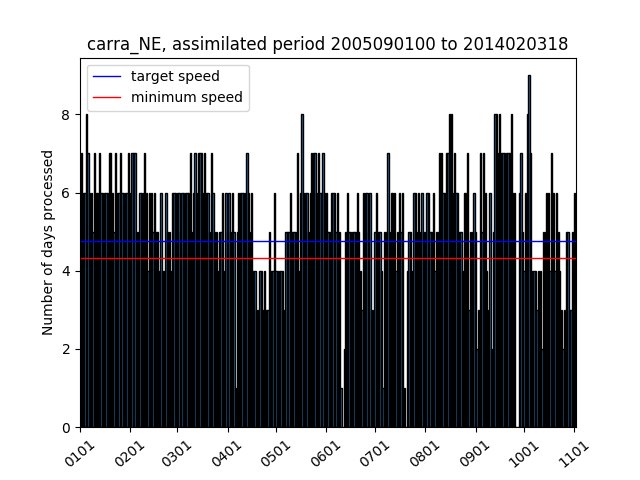 carra_NE, assimilated period 2005090100 to 2014020318
target speed
minimum speed
Number of days processed
8
6
4
2
0
0101 0201 0301 0401 0501 0601 0701 0801 0901 1001 1101